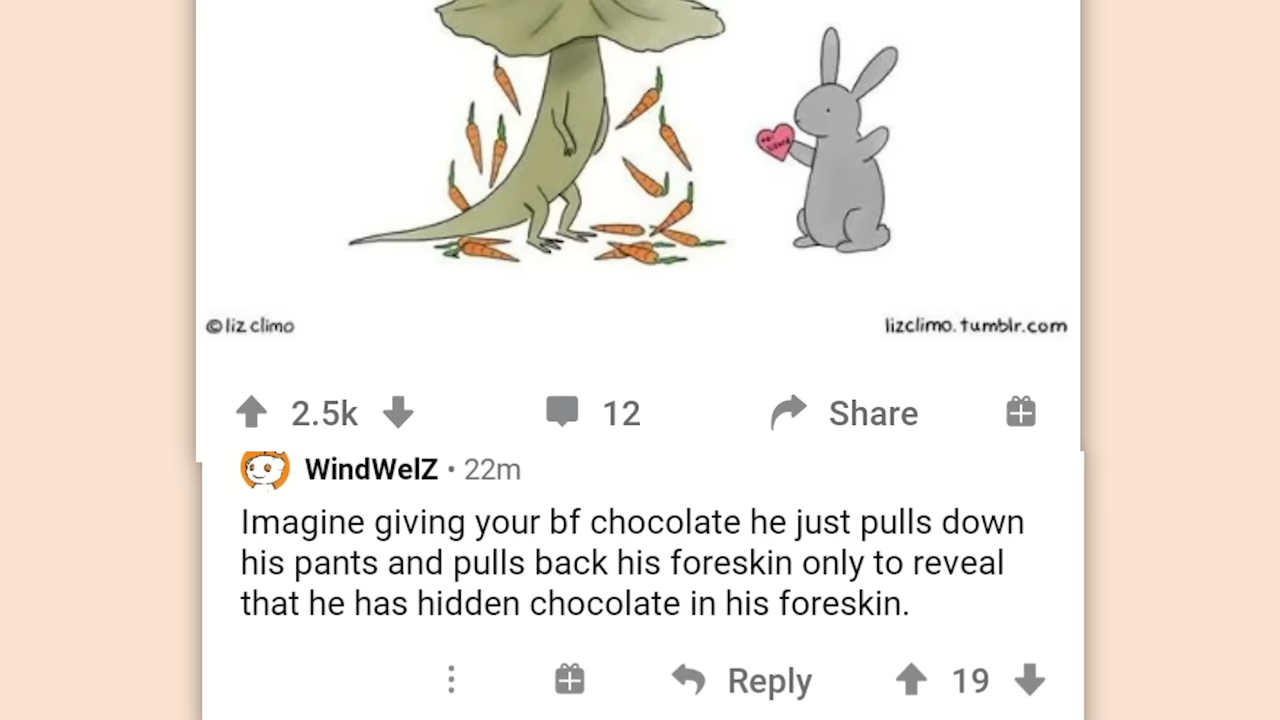 © liz climo
lizclimo.tumblr.com
2.5k
12
Share
WindWelZ • 22m
Imagine giving your bf chocolate he just pulls down
his pants and pulls back his foreskin only to reveal
that he has hidden chocolate in his foreskin.
Reply
19